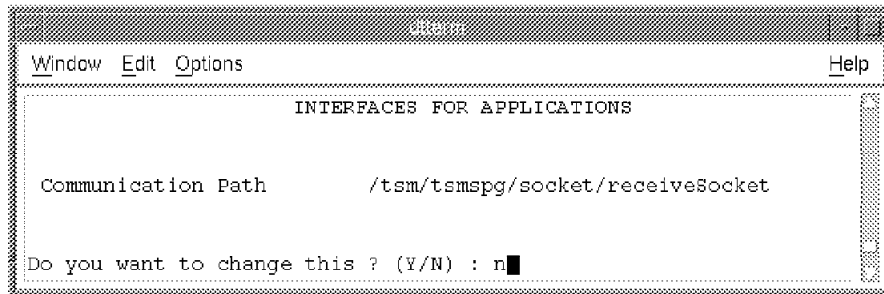 dtterm
Window Edit Options Help
INTERFACES FOR APPLICATIONS
Communication Path /tsm/tsmspg/socket/receiveSocket
Do you want to change this ? (Y/N) : n